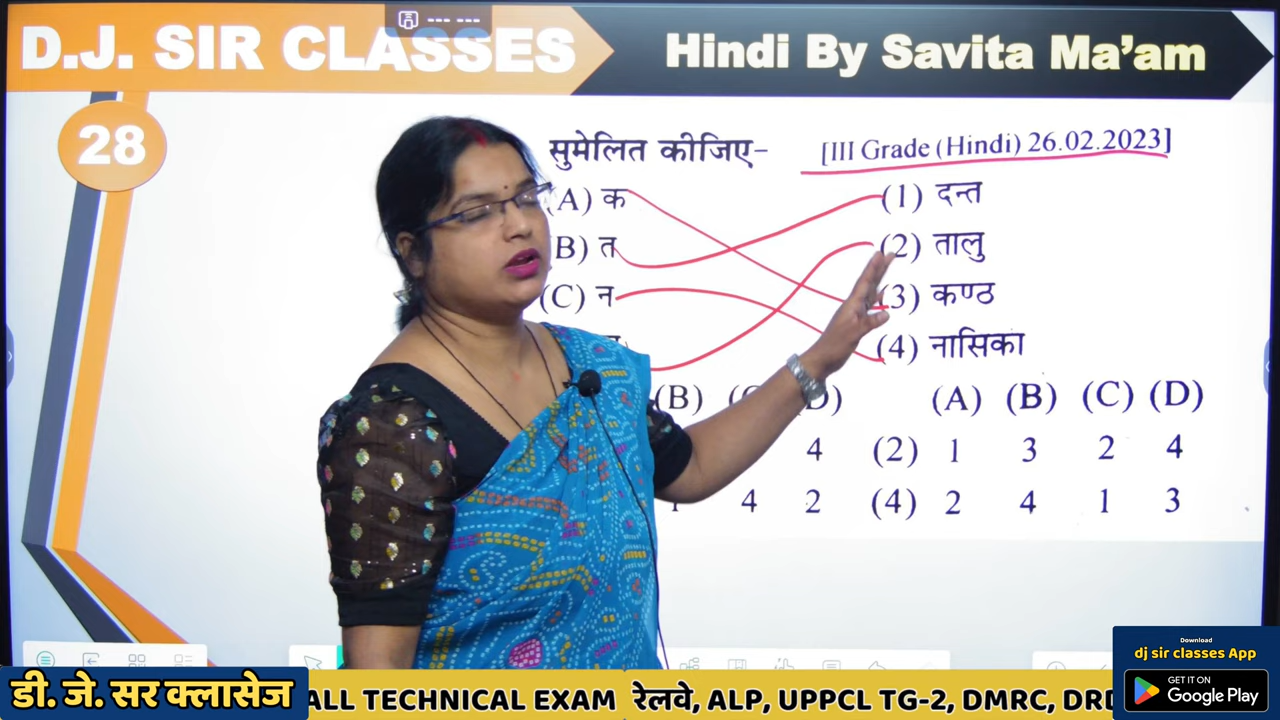 D.J. SIR CLASSES
Hindi By Savita Ma’am
28
सुमेलित कीजिए– [III Grade (Hindi) 26.02.2023]
(A) क (1) दन्त
(B) त (2) तालु
(C) न (3) कण्ठ
(4) नासिका
(B) (D) (A) (B) (C) (D)
4 (2) 1 3 2 4
4 2 (4) 2 4 1 3
Download
dj sir classes App
GET IT ON
Google Play
डी. जे. सर क्लासेज
ALL TECHNICAL EXAM रेलवे, ALP, UPPCL TG-2, DMRC,